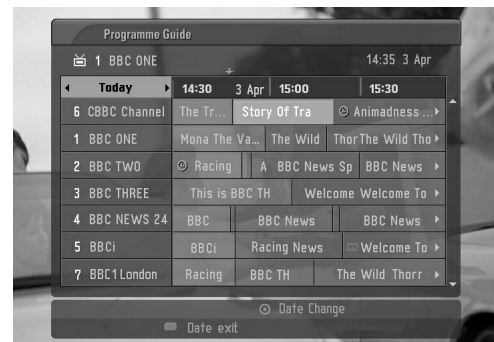 Programme Guide
1 BBC ONE 14:35 3 Apr
Today 14:30 3 Apr 15:00 15:30
6 CBBC Channel The Tr... Story Of Tra Animadness ...
1 BBC ONE Mona The Va... The Wild ThorThe Wild Tho
2 BBC TWO Racing A BBC News Sp BBC News
3 BBC THREE This is BBC TH Welcome Welcome To
4 BBC NEWS 24 BBC BBC News BBC News
5 BBCi BBCi Racing News Welcome To
7 BBC1 London Racing BBC TH The Wild Thorr
Date Change
Date exit